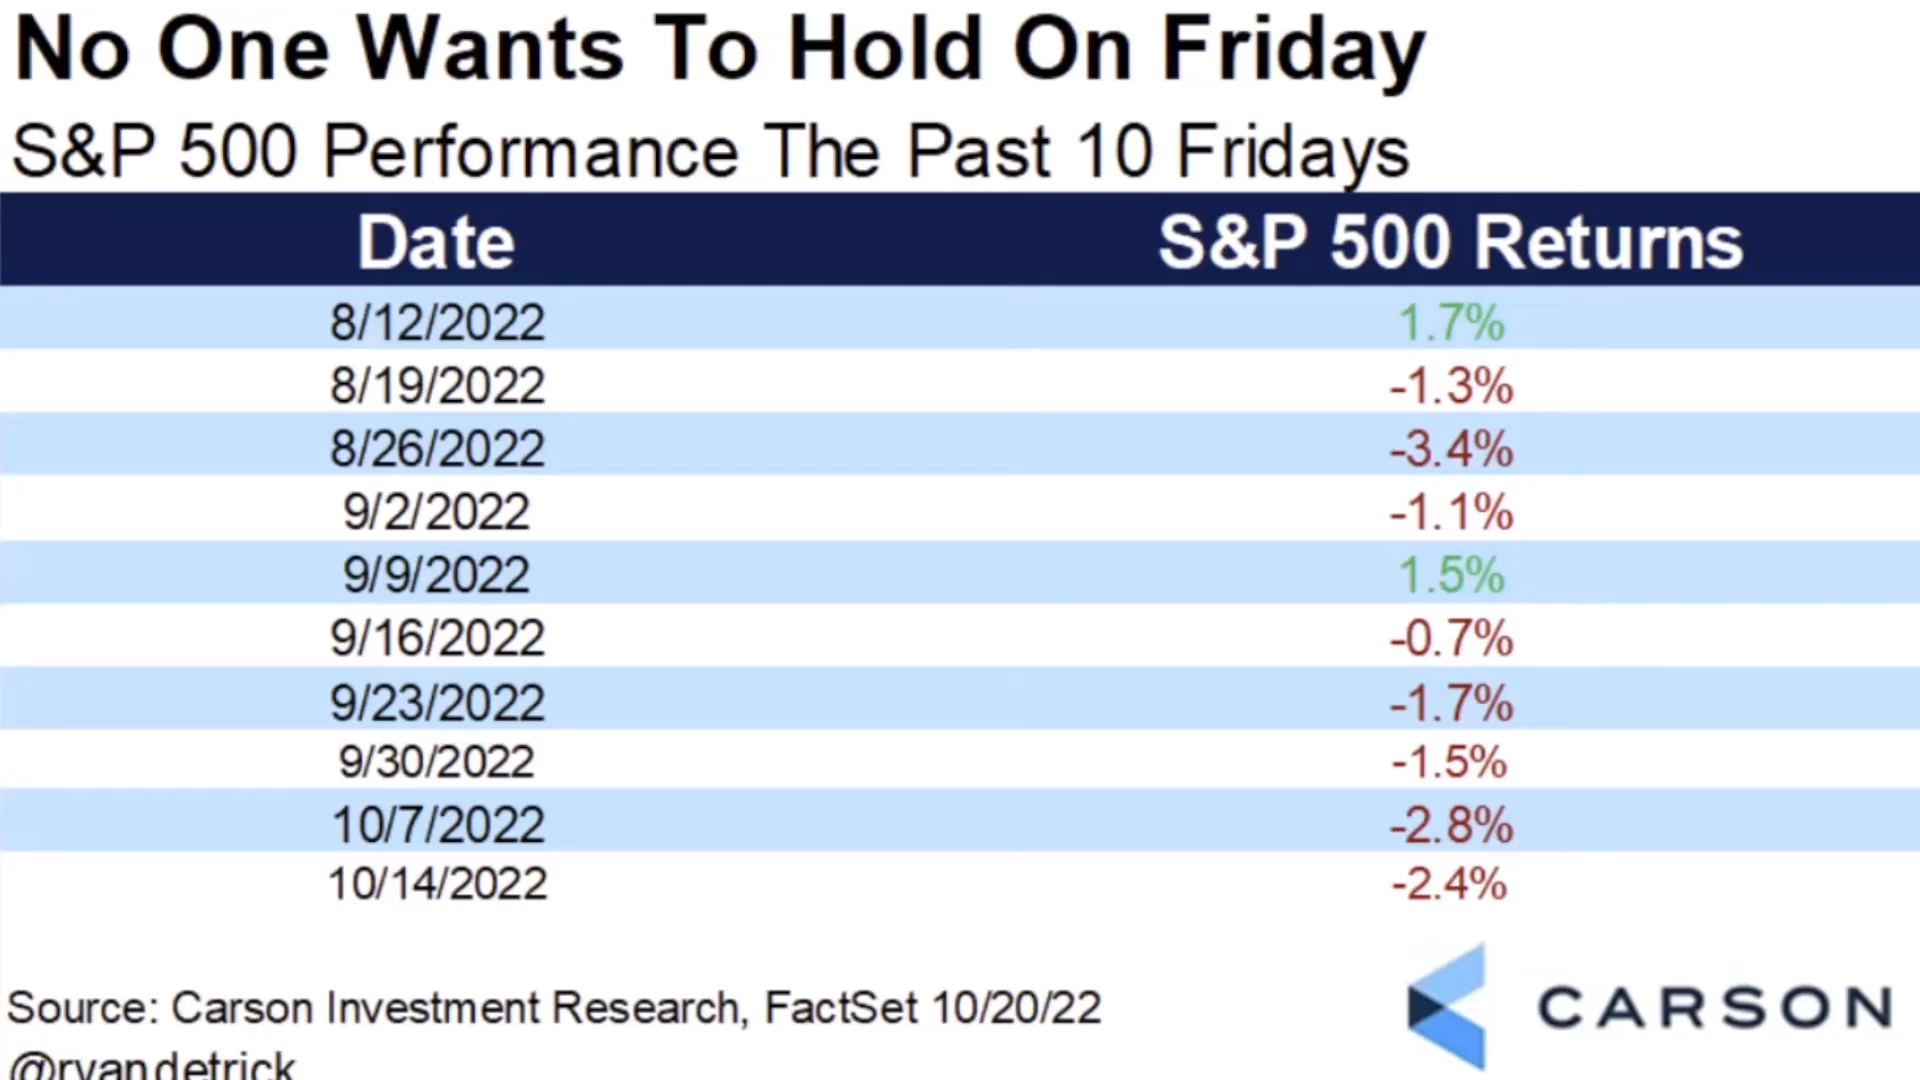 No One Wants To Hold On Friday
S&P 500 Performance The Past 10 Fridays
Date S&P 500 Returns
8/12/2022 1.7%
8/19/2022 -1.3%
8/26/2022 -3.4%
9/2/2022 -1.1%
9/9/2022 1.5%
9/16/2022 -0.7%
9/23/2022 -1.7%
9/30/2022 -1.5%
10/7/2022 -2.8%
10/14/2022 -2.4%
Source: Carson Investment Research, FactSet 10/20/22
CARSON
@ryandetrick